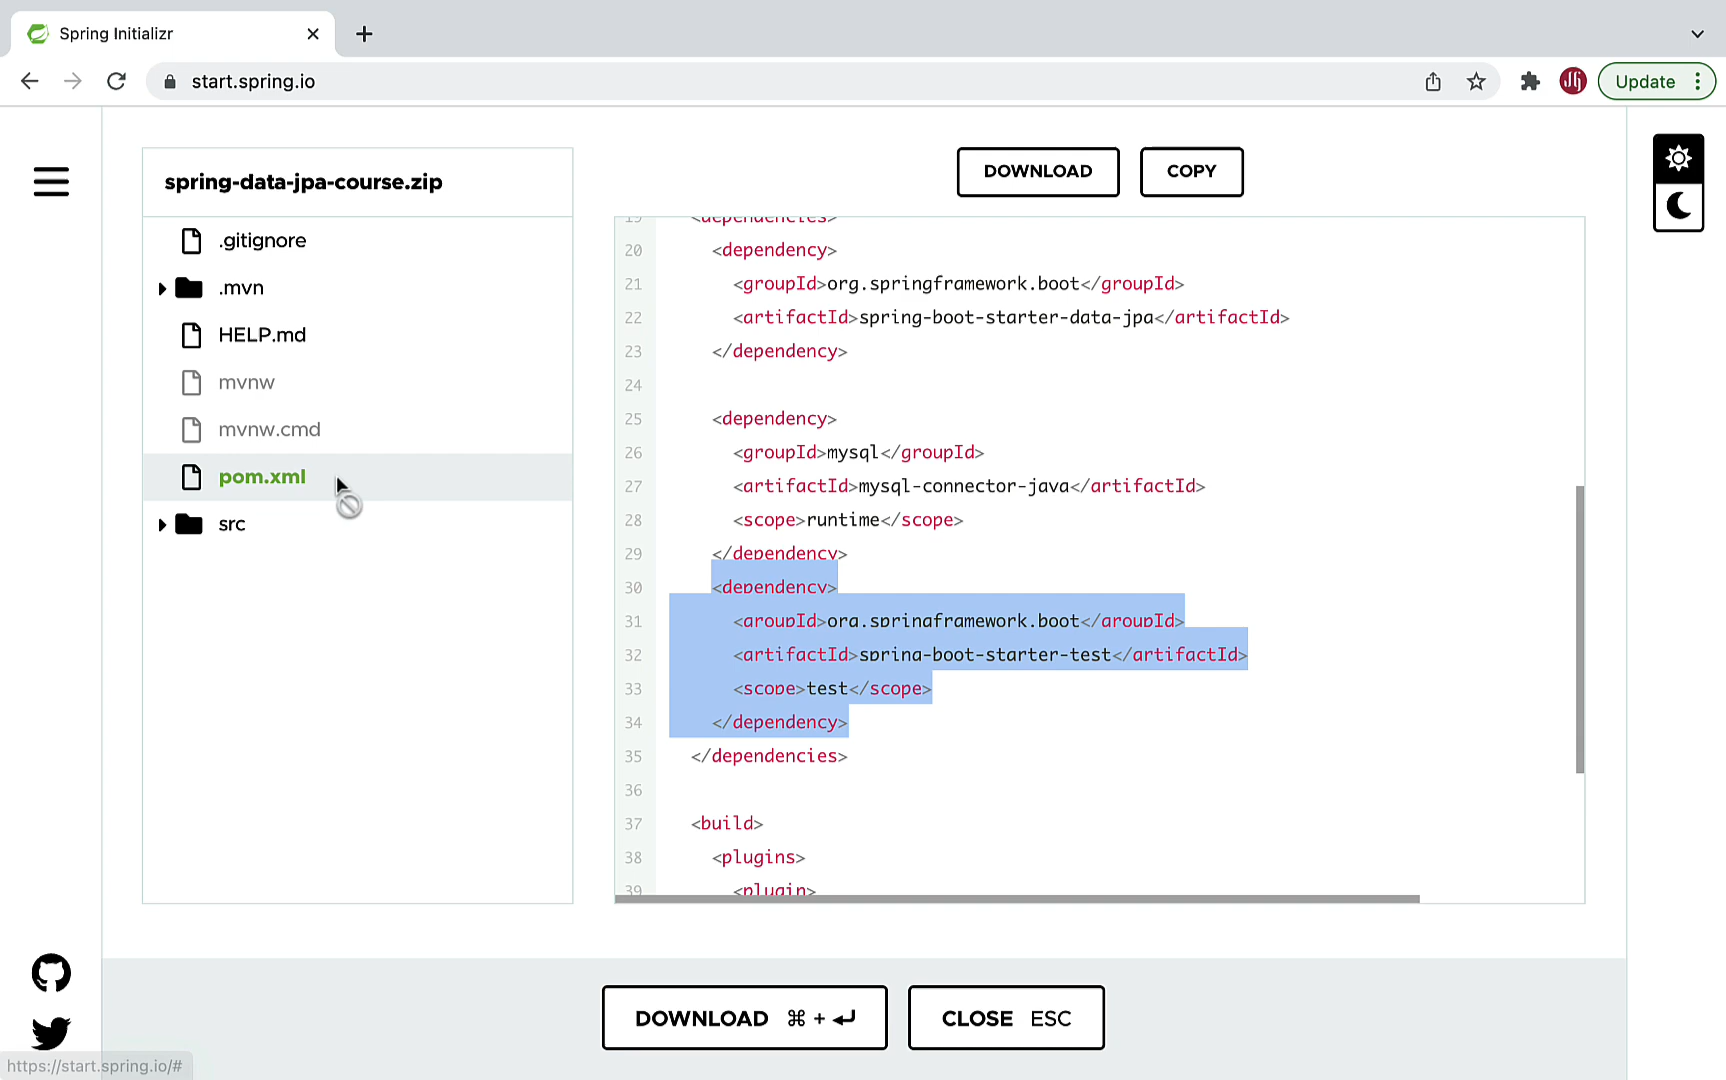 Spring Initializr
start.spring.io
Update
spring-data-jpa-course.zip
DOWNLOAD
COPY
.gitignore
.mvn
HELP.md
mvnw
mvnw.cmd
pom.xml
src
19 <dependencies>
20 <dependency>
21 <groupId>org.springframework.boot</groupId>
22 <artifactId>spring-boot-starter-data-jpa</artifactId>
23 </dependency>
24
25 <dependency>
26 <groupId>mysql</groupId>
27 <artifactId>mysql-connector-java</artifactId>
28 <scope>runtime</scope>
29 </dependency>
30 <dependency>
31 <groupId>org.springframework.boot</groupId>
32 <artifactId>spring-boot-starter-test</artifactId>
33 <scope>test</scope>
34 </dependency>
35 </dependencies>
36
37 <build>
38 <plugins>
39 <plugin>
DOWNLOAD ⌘ + ↵
CLOSE ESC
https://start.spring.io/#